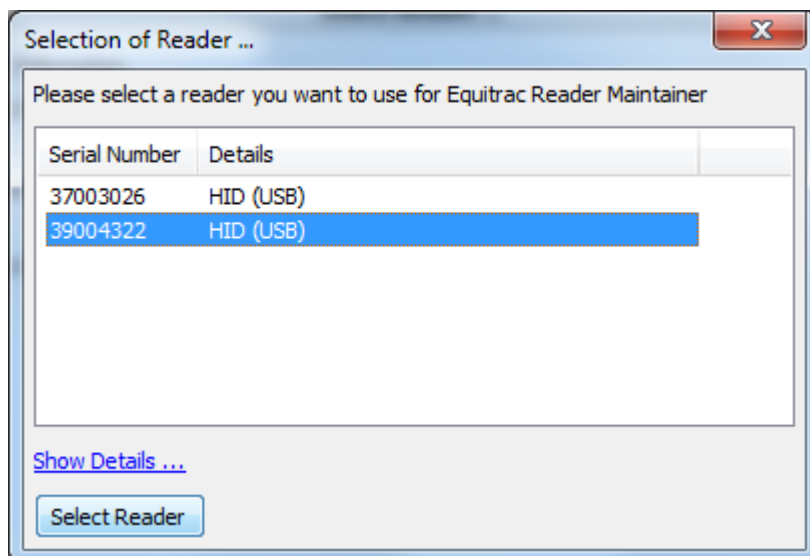 Selection of Reader ...
Please select a reader you want to use for Equitrac Reader Maintainer
Serial Number Details
37003026 HID (USB)
39004322 HID (USB)
Show Details ...
Select Reader